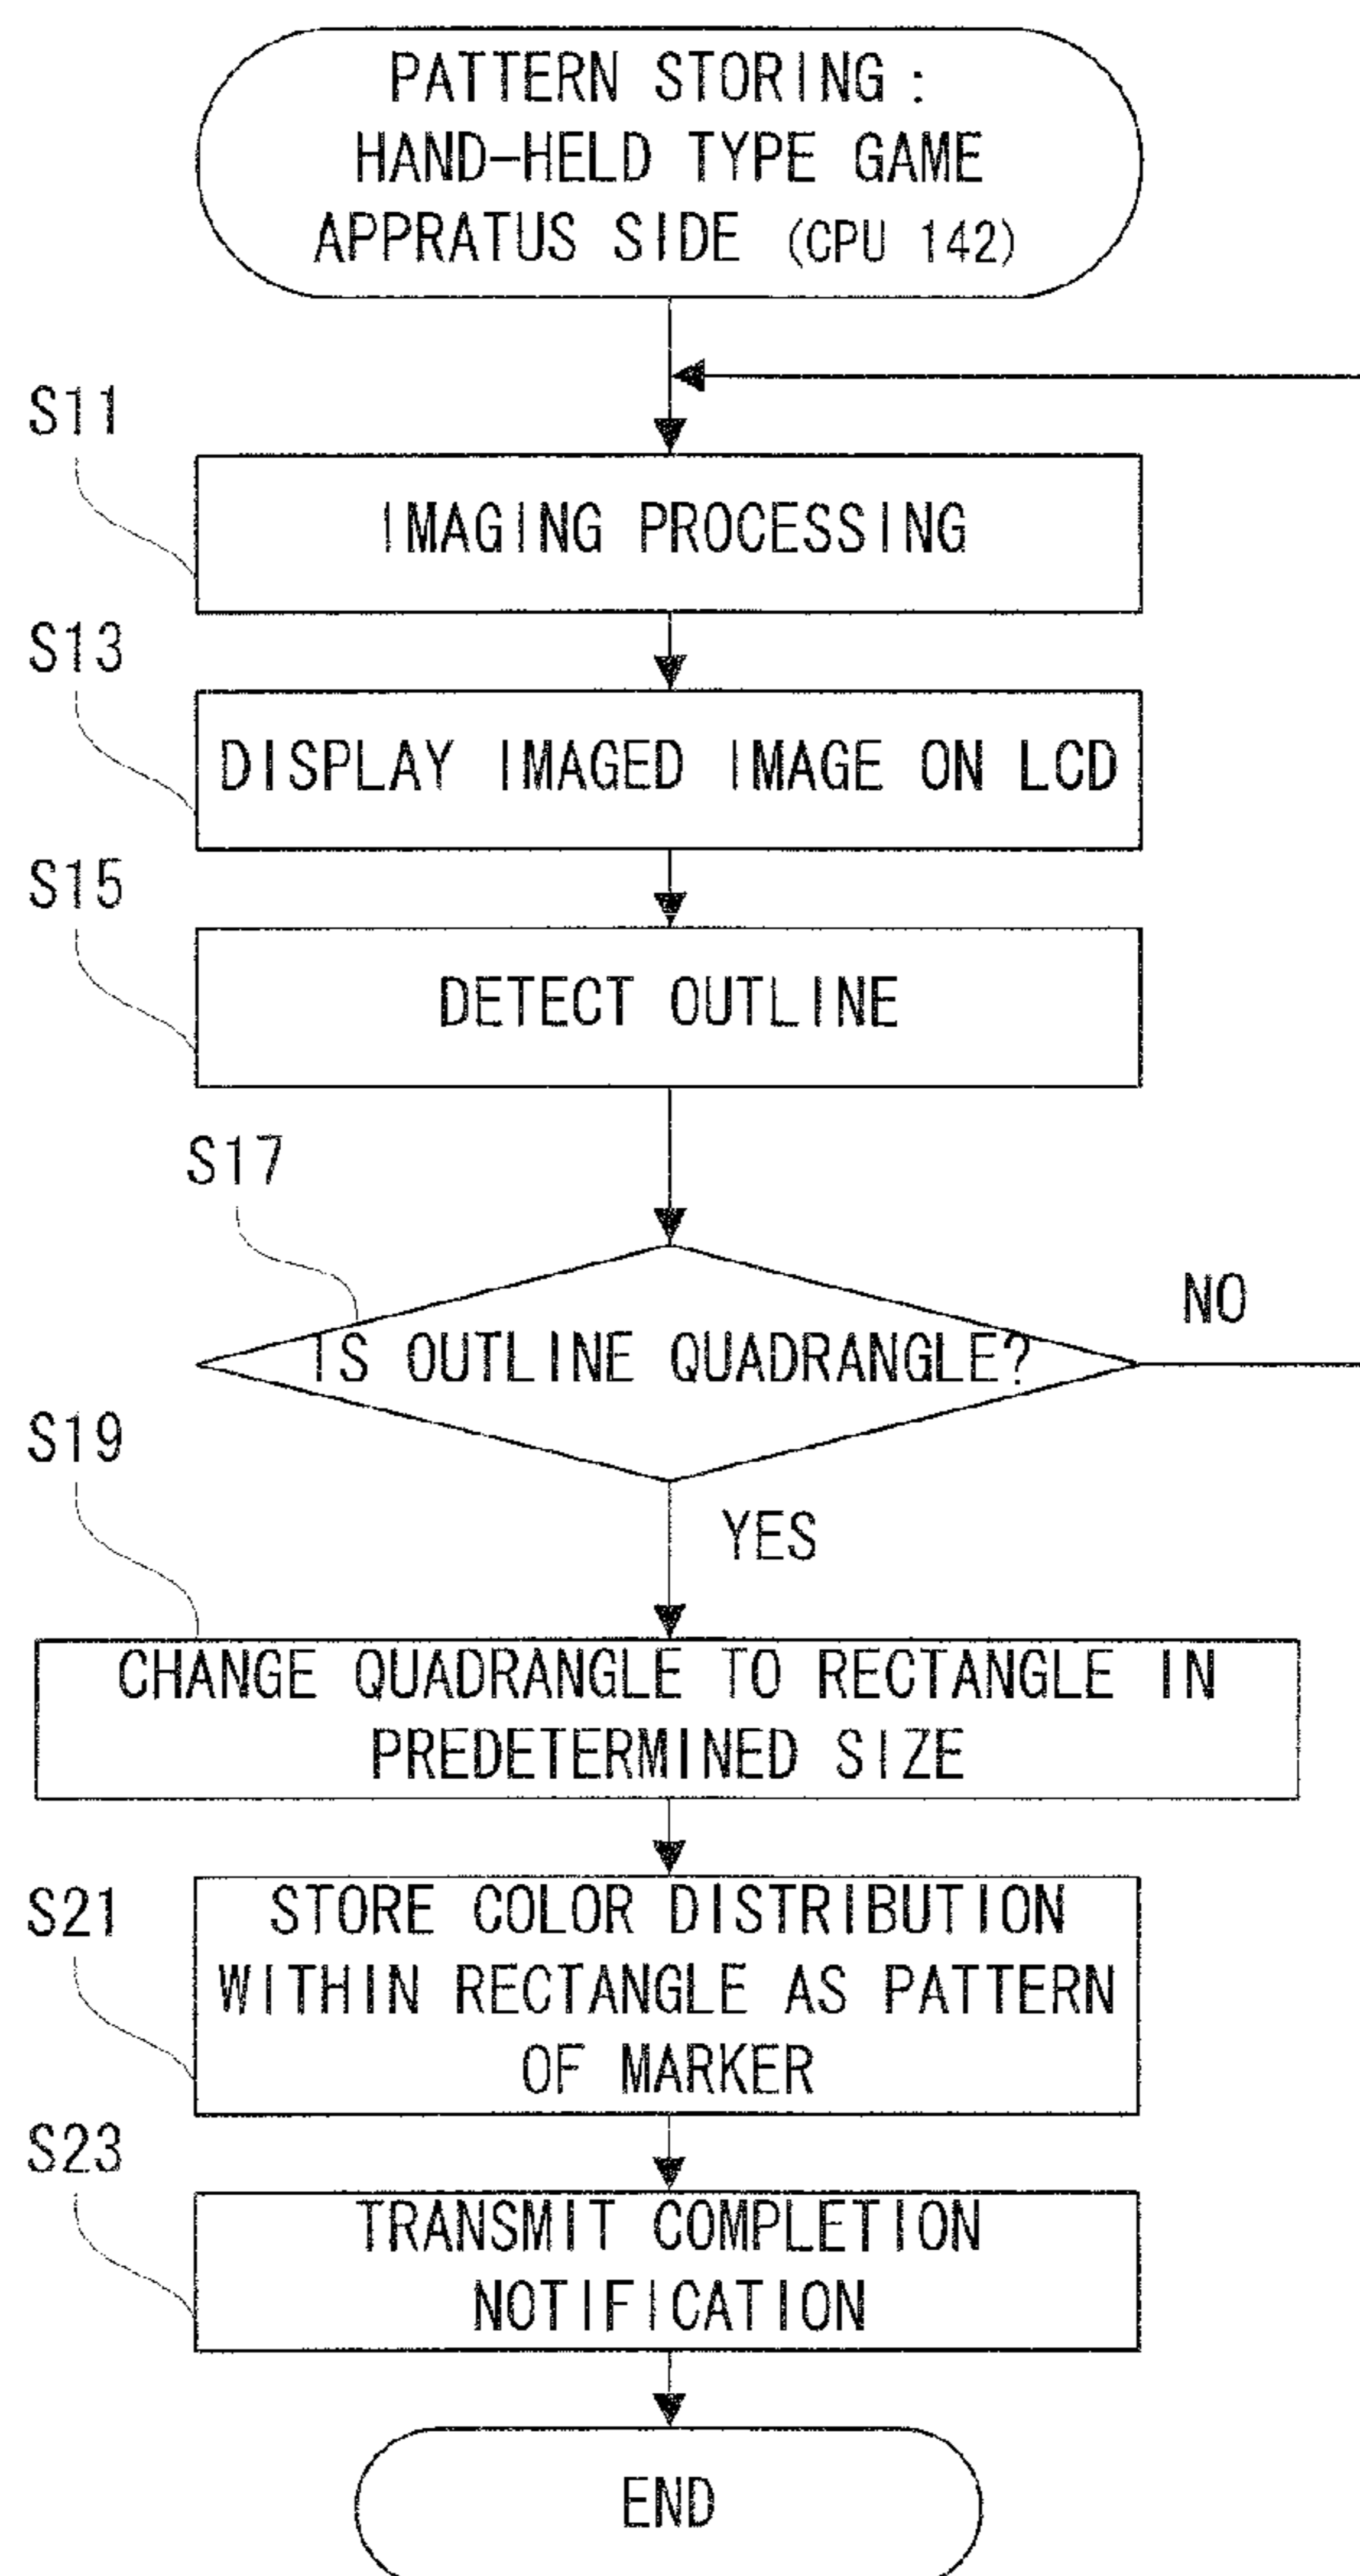 PATTERN STORING :
HAND-HELD TYPE GAME
APPRATUS SIDE (CPU 142)
S11
IMAGING PROCESSING
S13
DISPLAY IMAGED IMAGE ON LCD
S15
DETECT OUTLINE
S17
IS OUTLINE QUADRANGLE?
NO
YES
S19
CHANGE QUADRANGLE TO RECTANGLE IN
PREDETERMINED SIZE
S21
STORE COLOR DISTRIBUTION
WITHIN RECTANGLE AS PATTERN
OF MARKER
S23
TRANSMIT COMPLETION
NOTIFICATION
END